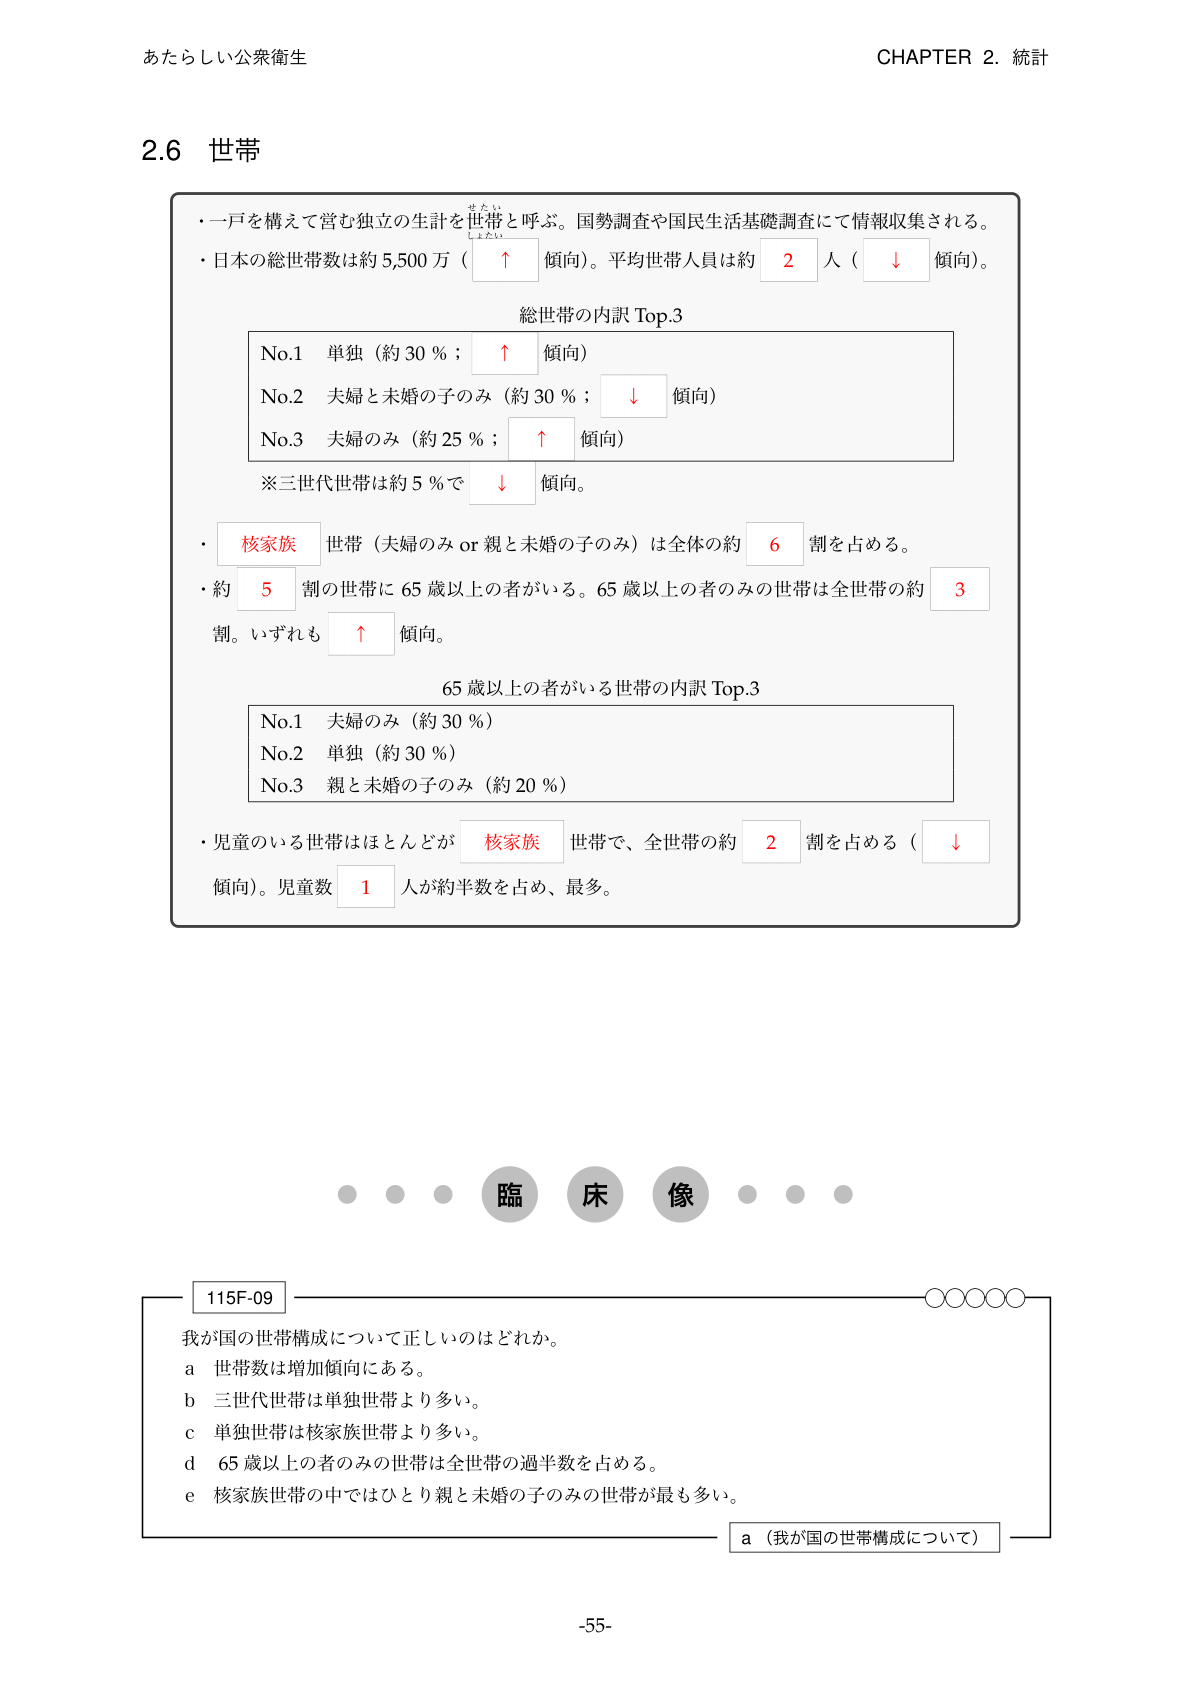 あたらしい公衆衛生 CHAPTER 2. 統計
2.6 世帯
・一戸を構えて営む独立の生計を世帯と呼ぶ。国勢調査や国民生活基礎調査にて情報収集される。
せたい
しょたい
・日本の総世帯数は約 5,500 万（ ↑ 傾向）。平均世帯人員は約 2 人（ ↓ 傾向）。
総世帯の内訳 Top.3
No.1 単独（約 30 %； ↑ 傾向）
No.2 夫婦と未婚の子のみ（約 30 %； ↓ 傾向）
No.3 夫婦のみ（約 25 %； ↑ 傾向）
※三世代世帯は約 5 %で ↓ 傾向。
・ 核家族 世帯（夫婦のみ or 親と未婚の子のみ）は全体の約 6 割を占める。
・約 5 割の世帯に 65 歳以上の者がいる。65 歳以上の者のみの世帯は全世帯の約 3
割。いずれも ↑ 傾向。
65 歳以上の者がいる世帯の内訳 Top.3
No.1 夫婦のみ（約 30 %）
No.2 単独（約 30 %）
No.3 親と未婚の子のみ（約 20 %）
・児童のいる世帯はほとんどが 核家族 世帯で、全世帯の約 2 割を占める（ ↓
傾向）。児童数 1 人が約半数を占め、最多。
臨 床 像
115F-09
我が国の世帯構成について正しいのはどれか。
a 世帯数は増加傾向にある。
b 三世代世帯は単独世帯より多い。
c 単独世帯は核家族世帯より多い。
d 65 歳以上の者のみの世帯は全世帯の過半数を占める。
e 核家族世帯の中ではひとり親と未婚の子のみの世帯が最も多い。
a （我が国の世帯構成について）
-55-